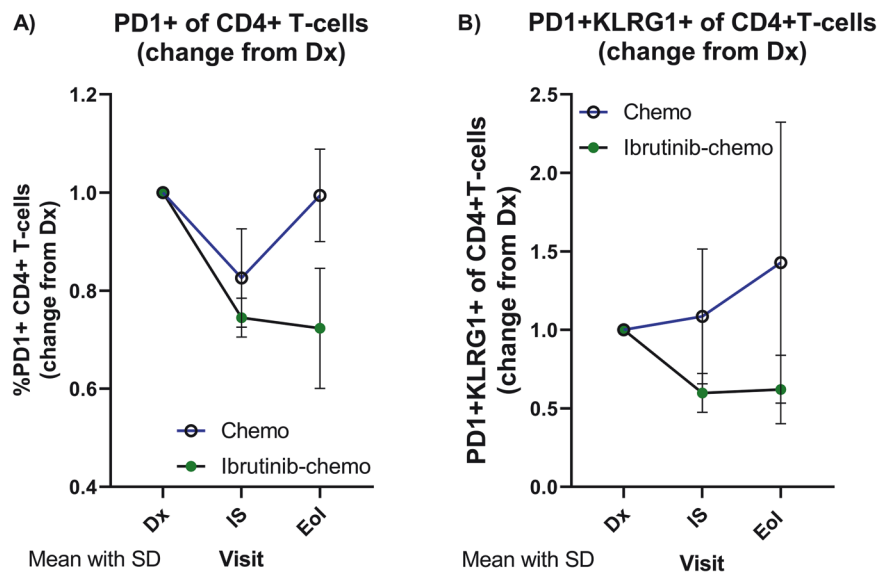 A)
PD1+ of CD4+ T-cells
(change from Dx)
%PD1+ CD4+ T-cells
(change from Dx)
1.2
1.0
0.8
0.6
0.4
Chemo
Ibrutinib-chemo
Dx
IS
EoI
Mean with SD
Visit
B)
PD1+KLRG1+ of CD4+T-cells
(change from Dx)
PD1+KLRG1+ of CD4+T-cells
(change from Dx)
2.5
2.0
1.5
1.0
0.5
0.0
Chemo
Ibrutinib-chemo
Dx
IS
EoI
Mean with SD
Visit